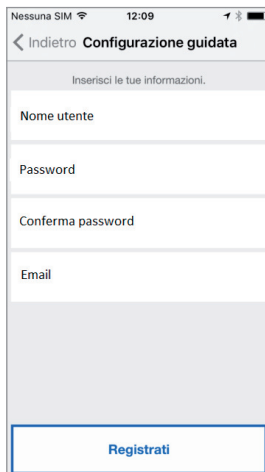 Nessuna SIM 12:09
Indietro Configurazione guidata
Inserisci le tue informazioni.
Nome utente
Password
Conferma password
Email
Registrati